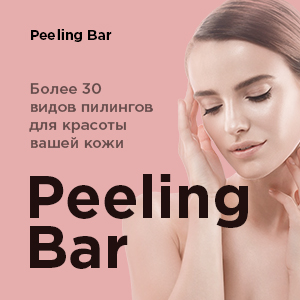 Peeling Bar
Более 30
видов пилингов
для красоты
вашей кожи
Peeling
Bar